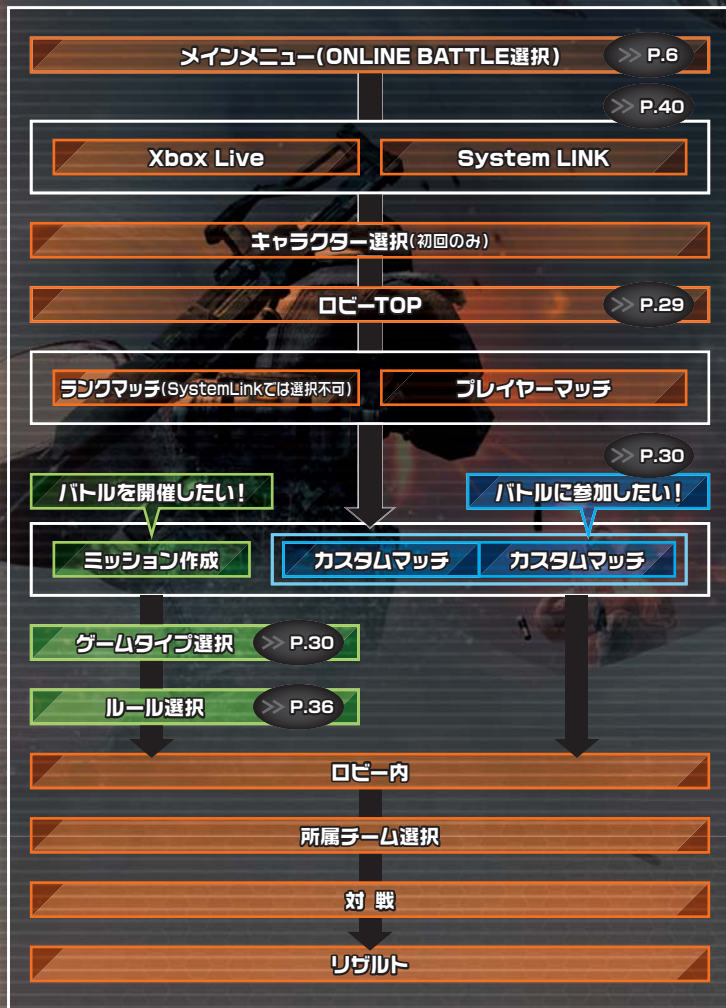 メインメニュー(ONLINE BATTLE選択)
>> P.6
>> P.40
Xbox Live
System LINK
キャラクター選択(初回のみ)
ロビーTOP
>> P.29
ランクマッチ(SystemLinkでは選択不可)
プレイヤーマッチ
>> P.30
バトルを開催したい!
バトルに参加したい!
ミッション作成
カスタムマッチ
カスタムマッチ
ゲームタイプ選択
>> P.30
ルール選択
>> P.36
ロビー内
所属チーム選択
対 戦
リザルト